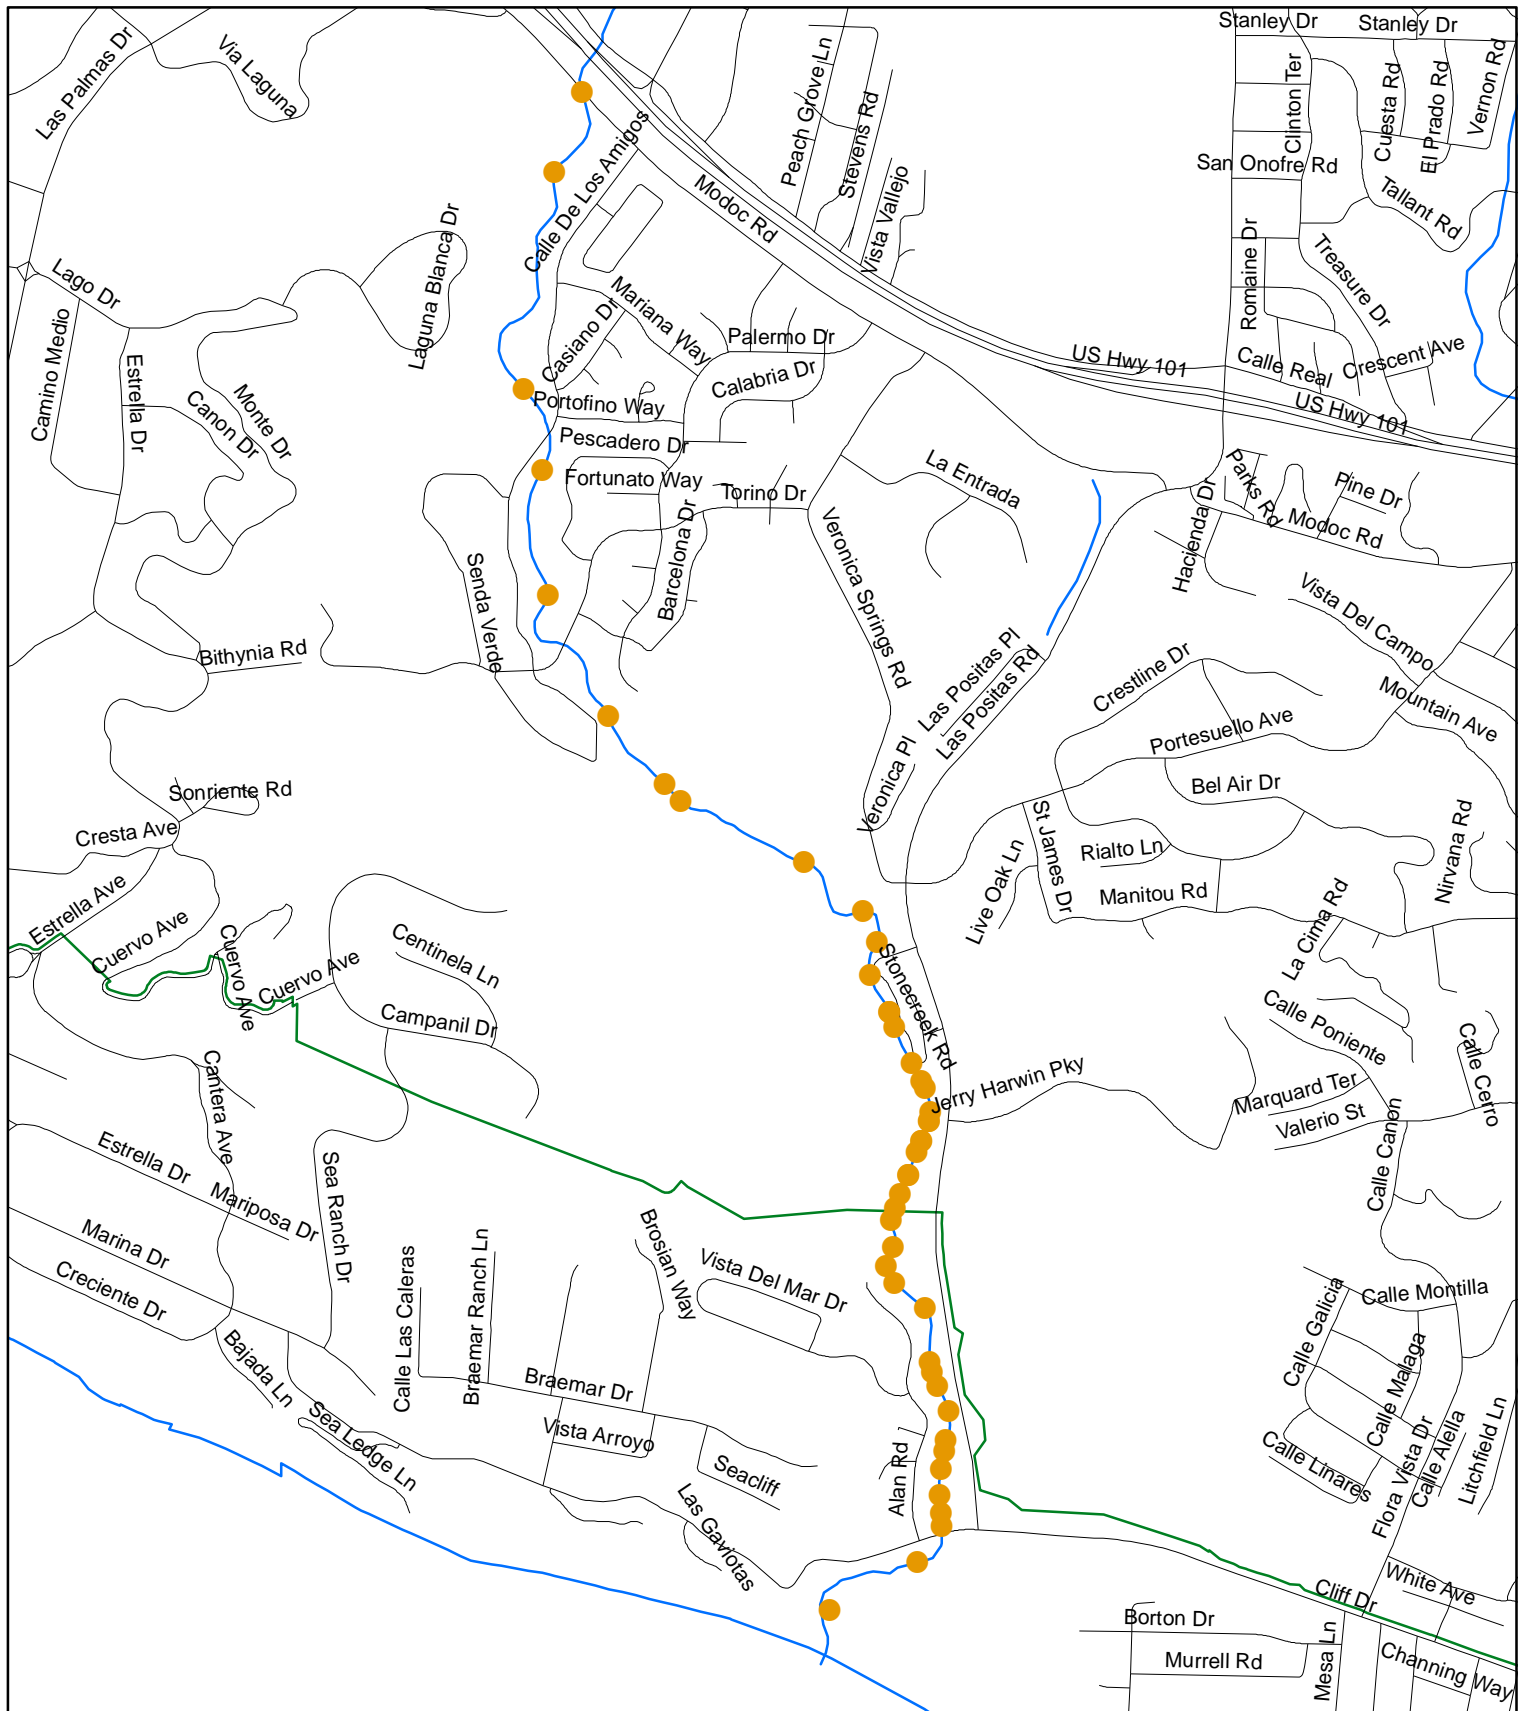 Stanley Dr
Stanley Dr
Las Palmas Dr
Via Laguna
Peach Grove Ln
Stevens Rd
Clinton Ter
Cuesta Rd
El Prado Rd
Vernon Rd
Calle De Los Amigos
Modoc Rd
Vista Vallejo
San Onofre Rd
Tallant Rd
Lago Dr
Laguna Blanca Dr
Romaine Dr
Treasure Dr
Camino Medio
Estrella Dr
Canon Dr
Monte Dr
Casiano Dr
Mariana Way
Palermo Dr
Calabria Dr
US Hwy 101
Calle Real
Crescent Ave
US Hwy 101
Portofino Way
Pescadero Dr
Fortunato Way
Torino Dr
La Entrada
Parks Rd
Pine Dr
Hacienda Dr
Modoc Rd
Senda Verde
Barcelona Dr
Veronica Springs Rd
Vista Del Campo
Bithynia Rd
Las Positas Pl
Las Positas Rd
Crestline Dr
Mountain Ave
Portesuello Ave
Veronica Pl
Bel Air Dr
Sonriente Rd
Cresta Ave
St James Dr
Rialto Ln
Nirvana Rd
Live Oak Ln
Manitou Rd
Estrella Ave
Cuervo Ave
Cuervo Ave
Cuervo Ave
Centinela Ln
Stonecreek Rd
La Cima Rd
Campanil Dr
Calle Poniente
Calle Cerro
Cantera Ave
Jerry Harwin Pky
Marquard Ter
Valerio St
Calle Canon
Estrella Dr
Mariposa Dr
Sea Ranch Dr
Marina Dr
Creciente Dr
Calle Las Caleras
Braemar Ranch Ln
Brosian Way
Vista Del Mar Dr
Calle Montilla
Calle Galicia
Calle Malaga
Bajada Ln
Braemar Dr
Sea Ledge Ln
Vista Arroyo
Seacliff
Alan Rd
Calle Linares
Flora Vista Dr
Calle Alella
Litchfield Ln
Las Gaviotas
Cliff Dr
White Ave
Borton Dr
Murrell Rd
Mesa Ln
Channing Way